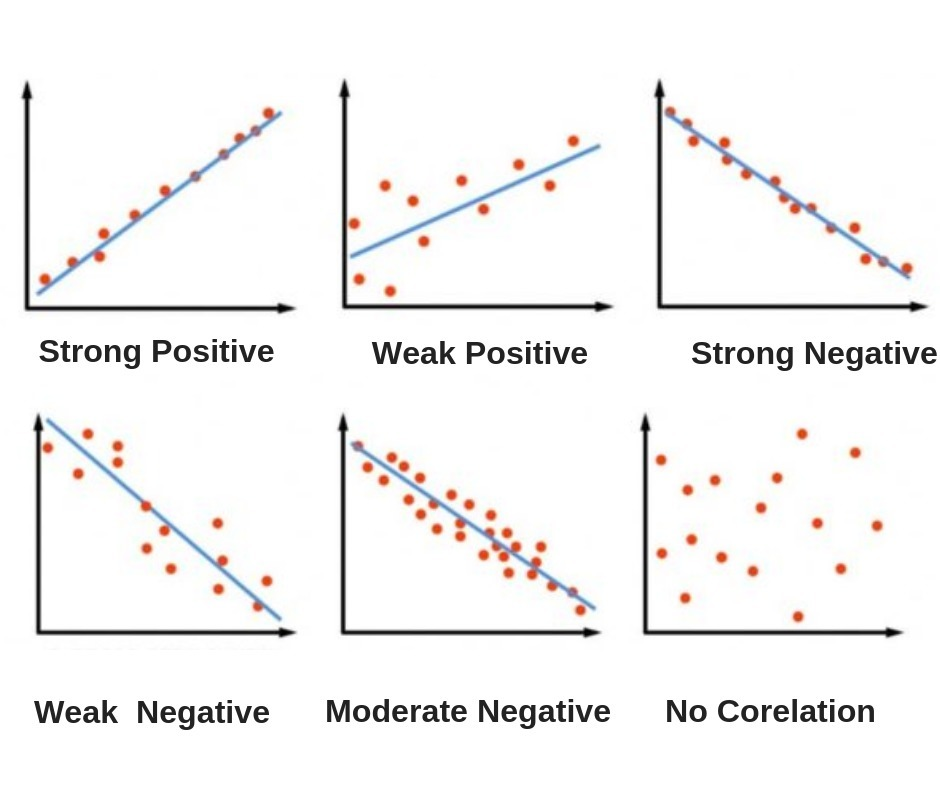 Strong Positive
Weak Positive
Strong Negative
Weak  Negative
Moderate Negative
No Corelation